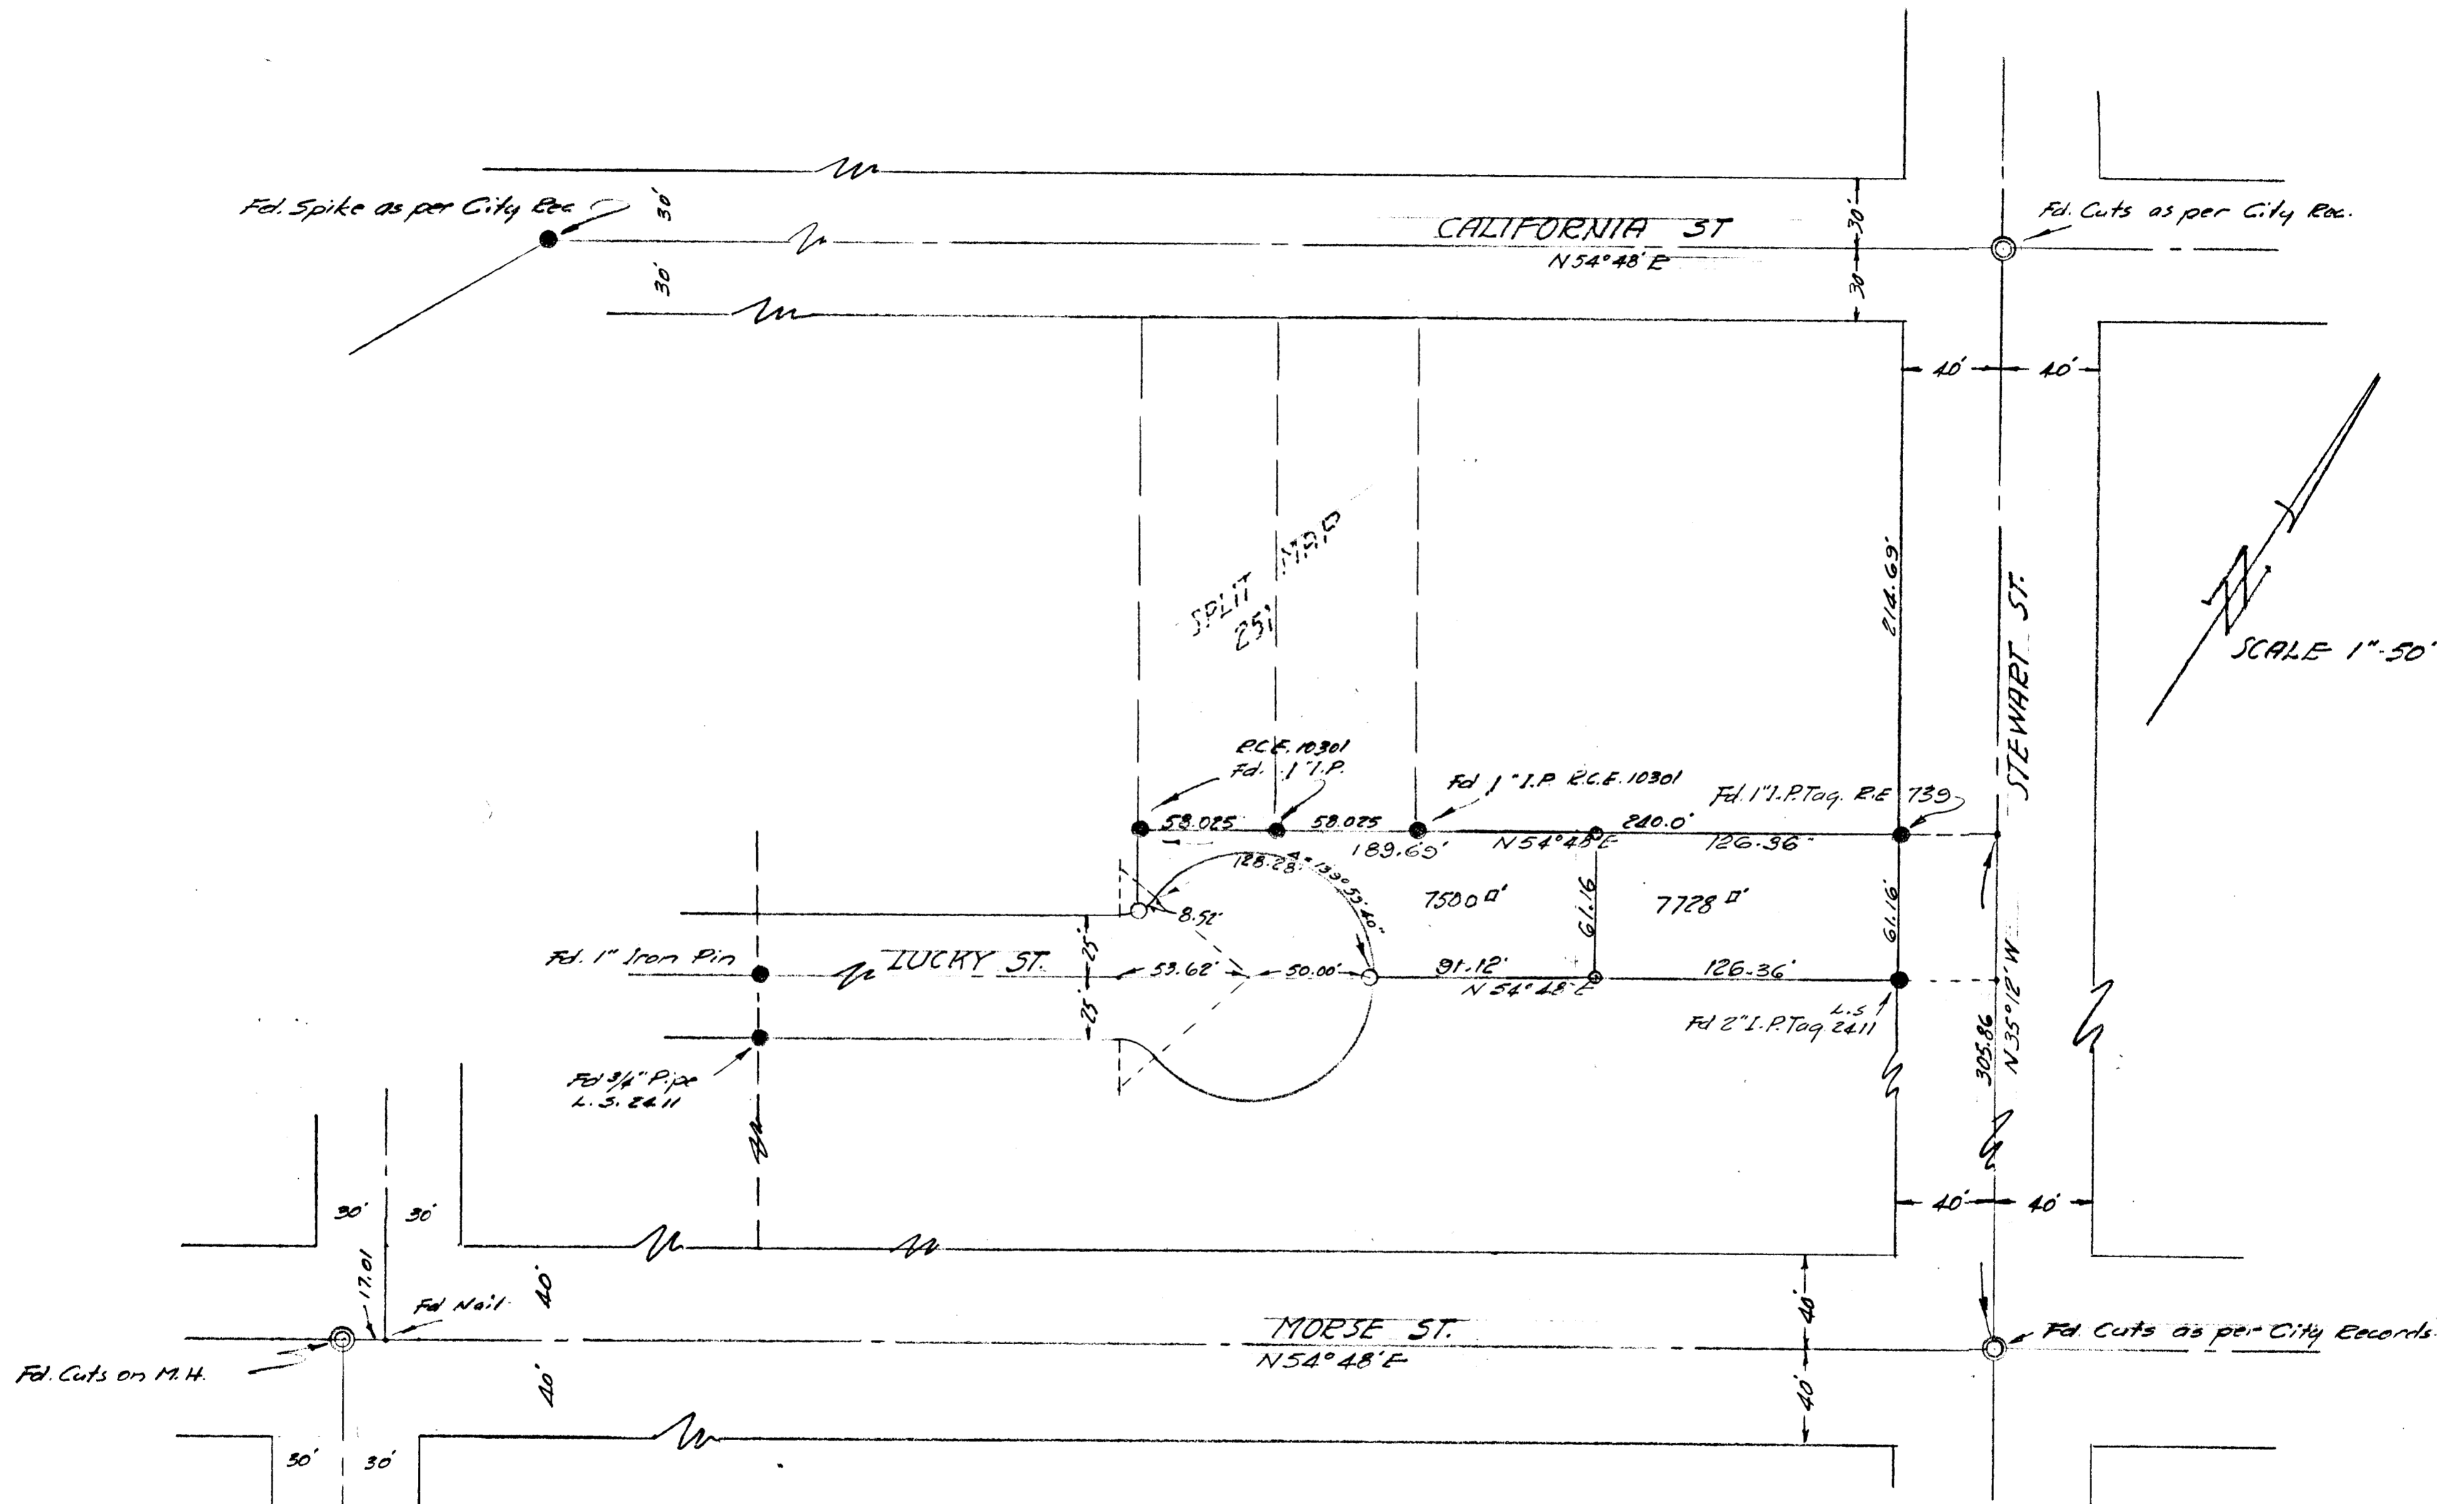 Fd. Spike as per City Rec
30'
30'
CALIFORNIA ST
N54°48'E
30'
30'
Fd. Cuts as per City Rec.
40'
40'
SPLIT
25'
214.69'
STEWART ST.
SCALE 1"-50'
R.C.E. 10301
Fd. 1" I.P.
Fd 1" I.P. R.C.E. 10301
Fd. 1" I.P. Tag. R.E 739
58.025
58.025
240.0'
189.69'
N54°48'E
126.36'
128.28'
139°59'40"
8.52'
7500
61.16
7728
61.16'
Fd. 1" Iron Pin
LUCKY ST.
25'
25'
53.62'
50.00'
91.12'
N54°48'E
126.36'
L.S
Fd 2" I.P. Tag 2411
305.86
N35°12'W
Fd 3/4" Pipe
L.S. 2411
30'
30'
17.01
Fd Nail
40'
40'
40'
40'
Fd. Cuts on M.H.
MORSE ST.
N54°48'E
40'
40'
Fd. Cuts as per City Records.
30'
30'